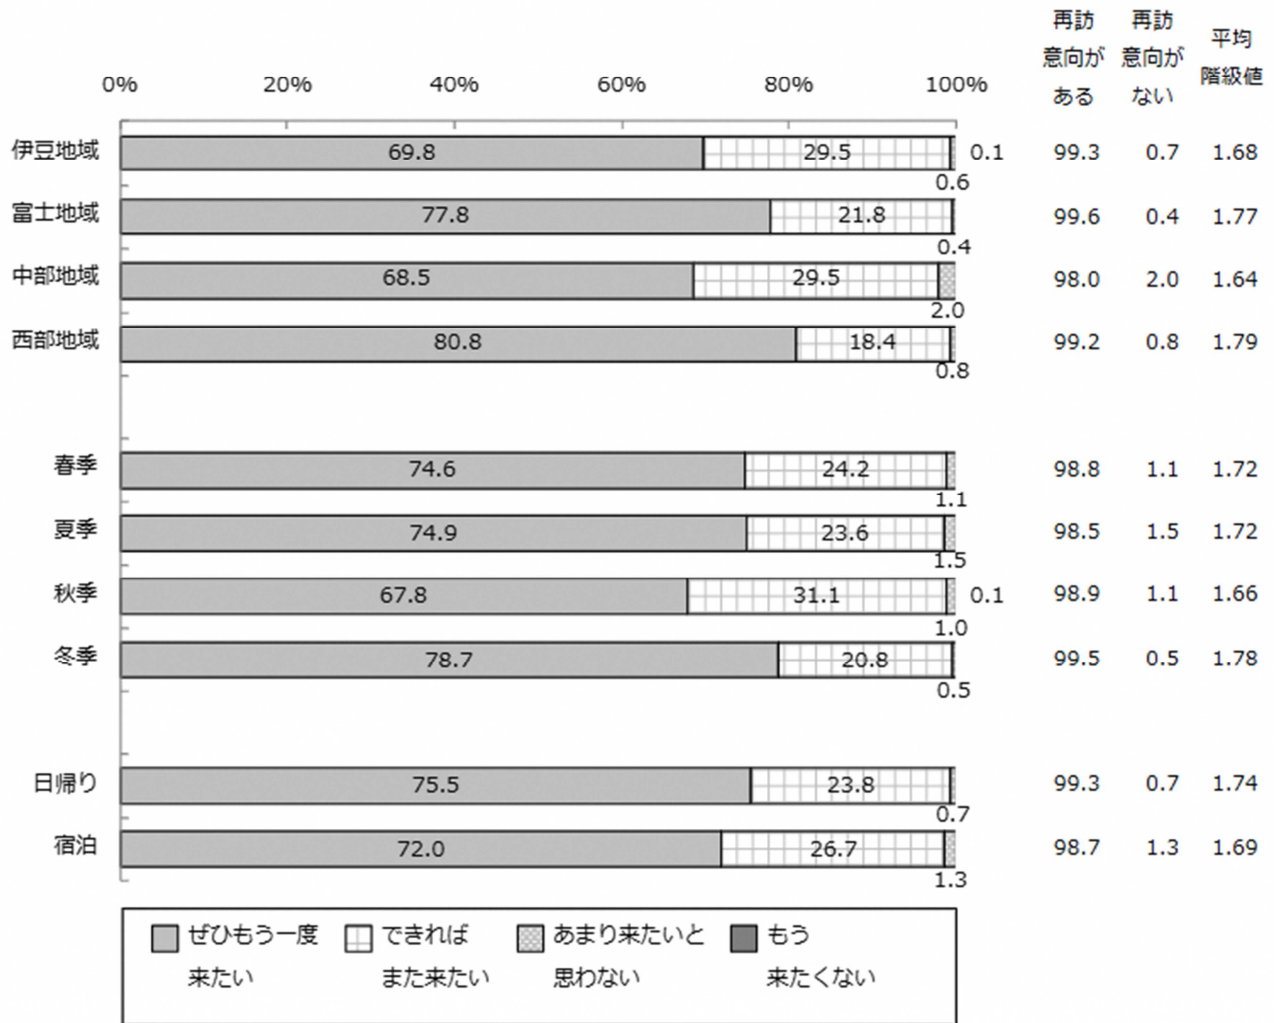 再訪 再訪 平均
意向が 意向が 階級値
ある ない
0% 20% 40% 60% 80% 100%
伊豆地域 69.8 29.5 0.1 99.3 0.7 1.68
0.6
富士地域 77.8 21.8 99.6 0.4 1.77
0.4
中部地域 68.5 29.5 98.0 2.0 1.64
2.0
西部地域 80.8 18.4 99.2 0.8 1.79
0.8
春季 74.6 24.2 98.8 1.1 1.72
1.1
夏季 74.9 23.6 98.5 1.5 1.72
1.5
秋季 67.8 31.1 0.1 98.9 1.1 1.66
1.0
冬季 78.7 20.8 99.5 0.5 1.78
0.5
日帰り 75.5 23.8 99.3 0.7 1.74
0.7
宿泊 72.0 26.7 98.7 1.3 1.69
1.3
ぜひもう一度 できれば あまり来たいと もう
来たい また来たい 思わない 来たくない